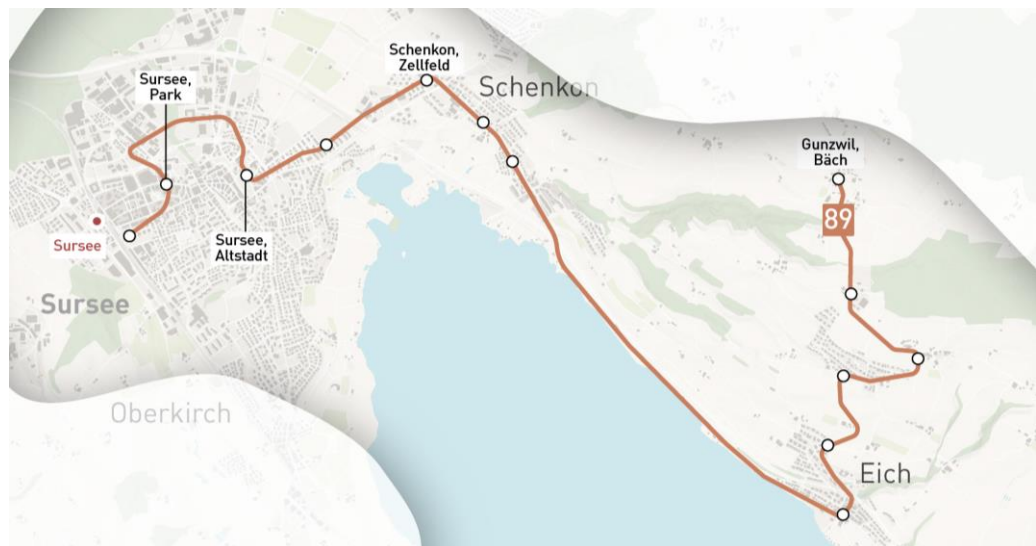 Schenkon,
Zellfeld
Schenkon
Sursee,
Park
Gunzwil,
Bäch
89
Sursee
Sursee,
Altstadt
Sursee
Oberkirch
Eich